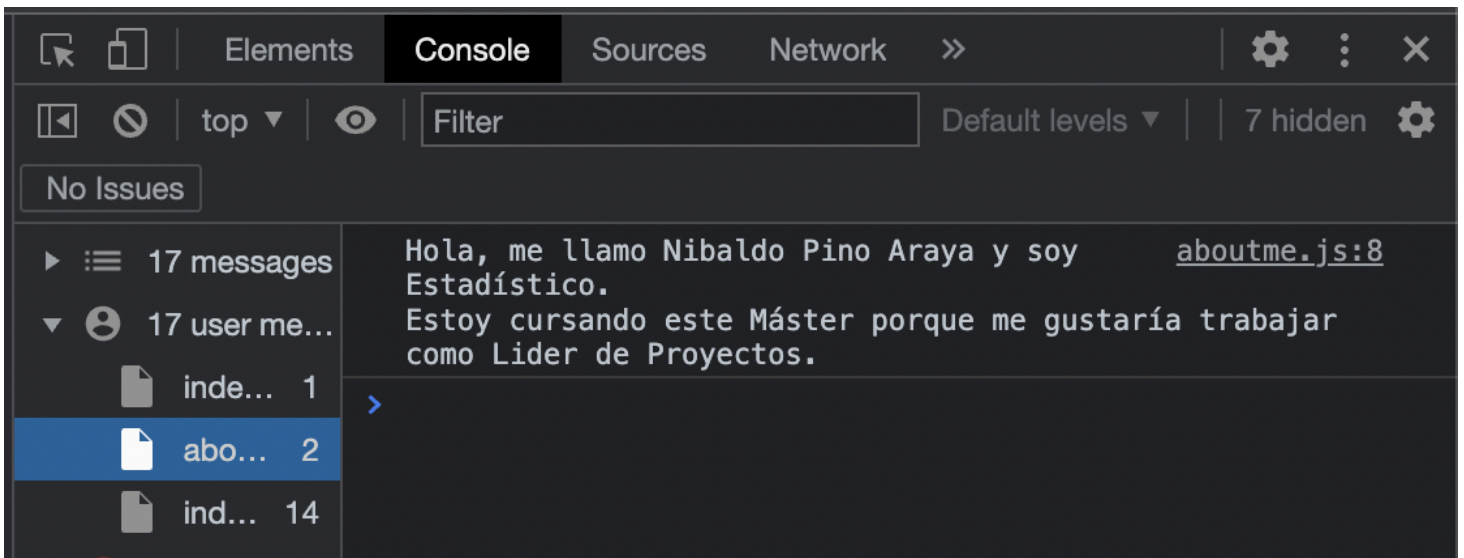 Elements Console Sources Network »
top ▼ Filter Default levels ▼ 7 hidden
No Issues
17 messages
17 user me...
inde... 1
abo... 2
ind... 14
Hola, me llamo Nibaldo Pino Araya y soy aboutme.js:8
Estadístico.
Estoy cursando este Máster porque me gustaría trabajar
como Lider de Proyectos.
>